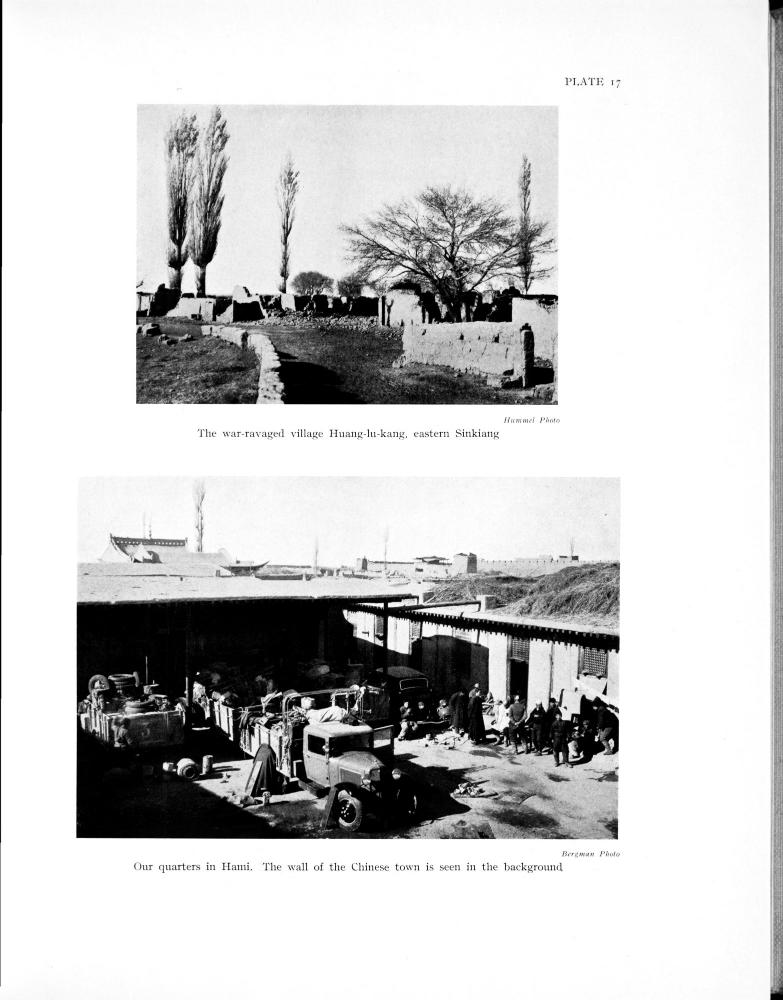 PLATE 17
Hummel Photo
The war-ravaged village Huang-lu-kang, eastern Sinkiang
Bergman Photo
Our quarters in Hami. The wall of the Chinese town is seen in the background